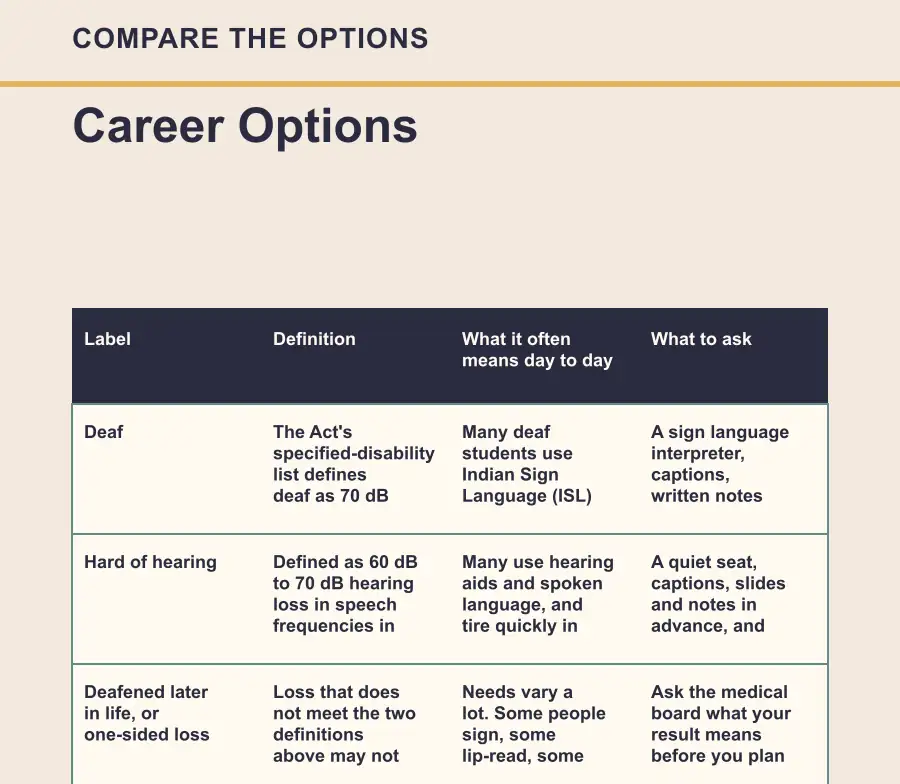 COMPARE THE OPTIONS
Career Options
Label
Definition
What it often
means day to day
What to ask
Deaf
The Act's
specified-disability
list defines
deaf as 70 dB
Many deaf
students use
Indian Sign
Language (ISL)
A sign language
interpreter,
captions,
written notes
Hard of hearing
Defined as 60 dB
to 70 dB hearing
loss in speech
frequencies in
Many use hearing
aids and spoken
language, and
tire quickly in
A quiet seat,
captions, slides
and notes in
advance, and
Deafened later
in life, or
one-sided loss
Loss that does
not meet the two
definitions
above may not
Needs vary a
lot. Some people
sign, some
lip-read, some
Ask the medical
board what your
result means
before you plan